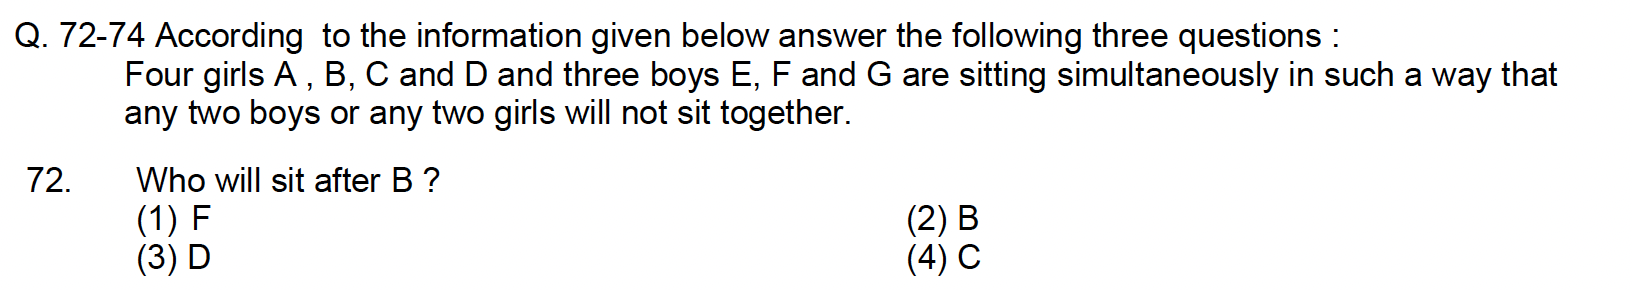 Q. 72-74 According to the information given below answer the following three questions :
Four girls A , B, C and D and three boys E, F and G are sitting simultaneously in such a way that
any two boys or any two girls will not sit together.
72. Who will sit after B ?
(1) F (2) B
(3) D (4) C